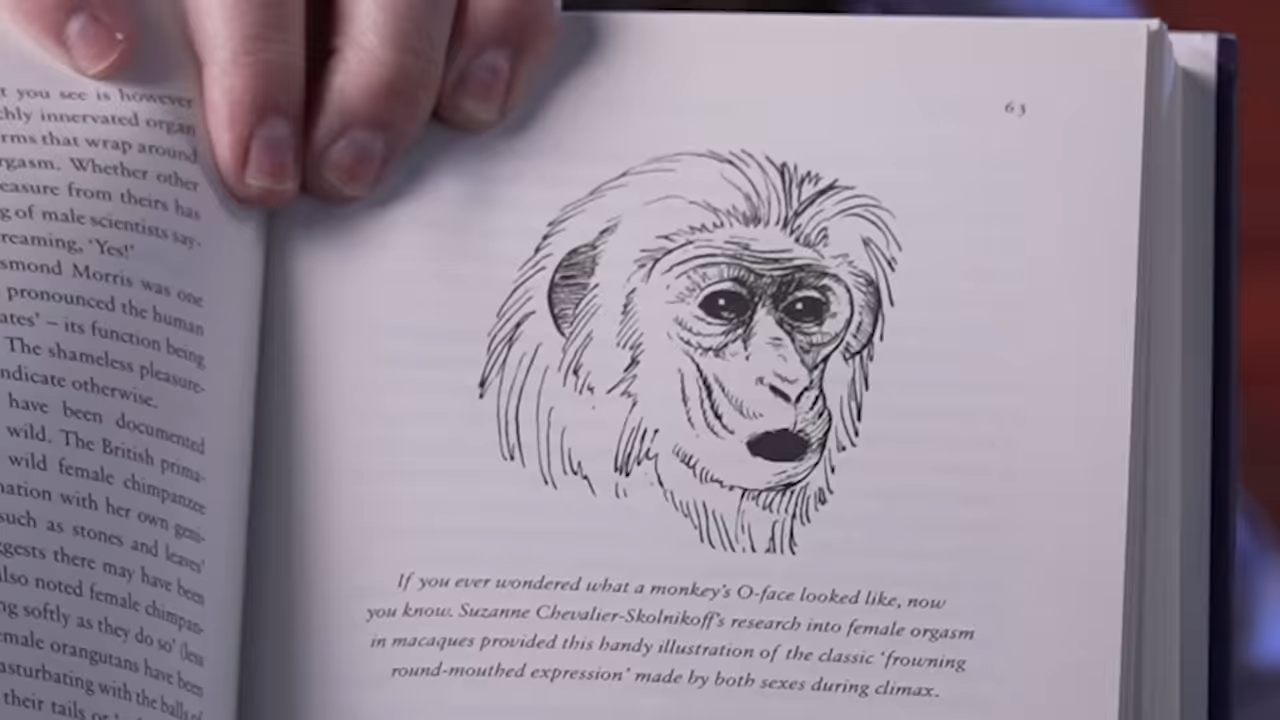 t you see is however
chly innervated organ
rms that wrap around
rgasm. Whether other
easure from theirs has
g of male scientists say-
reaming, ‘Yes!’
smond Morris was one
pronounced the human
ates’ – its function being
The shameless pleasure-
ndicate otherwise.
have been documented
wild. The British prima-
wild female chimpanzee
nation with her own geni-
such as stones and leaves’
ggests there may have been
also noted female chimpan-
ng softly as they do so’ (less
emale orangutans have been
asturbating with the balls of
their tails or
63
If you ever wondered what a monkey’s O-face looked like, now
you know. Suzanne Chevalier-Skolnikoff’s research into female orgasm
in macaques provided this handy illustration of the classic ‘frowning
round-mouthed expression’ made by both sexes during climax.